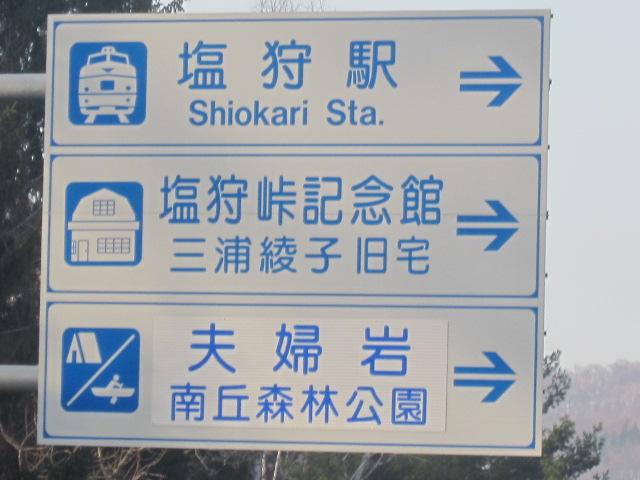 塩狩駅
Shiokari Sta.
塩狩峠記念館
三浦綾子旧宅
夫婦岩
南丘森林公園